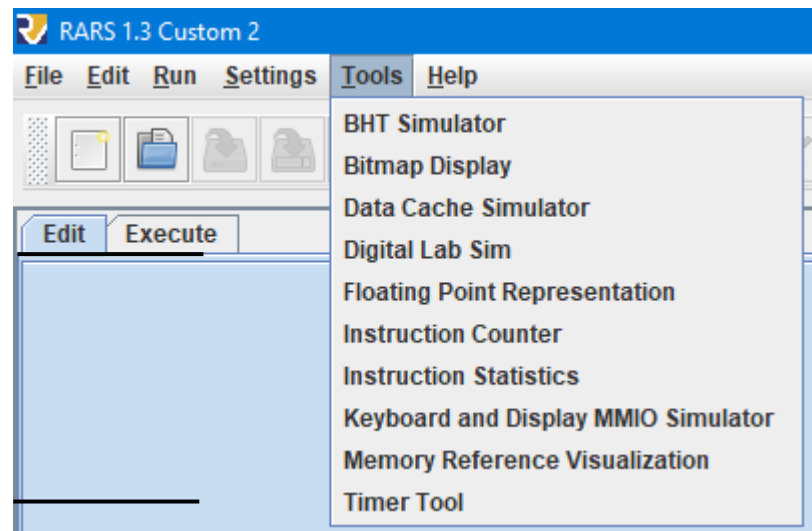 RARS 1.3 Custom 2
File Edit Run Settings Tools Help
BHT Simulator
Bitmap Display
Data Cache Simulator
Edit Execute
Digital Lab Sim
Floating Point Representation
Instruction Counter
Instruction Statistics
Keyboard and Display MMIO Simulator
Memory Reference Visualization
Timer Tool